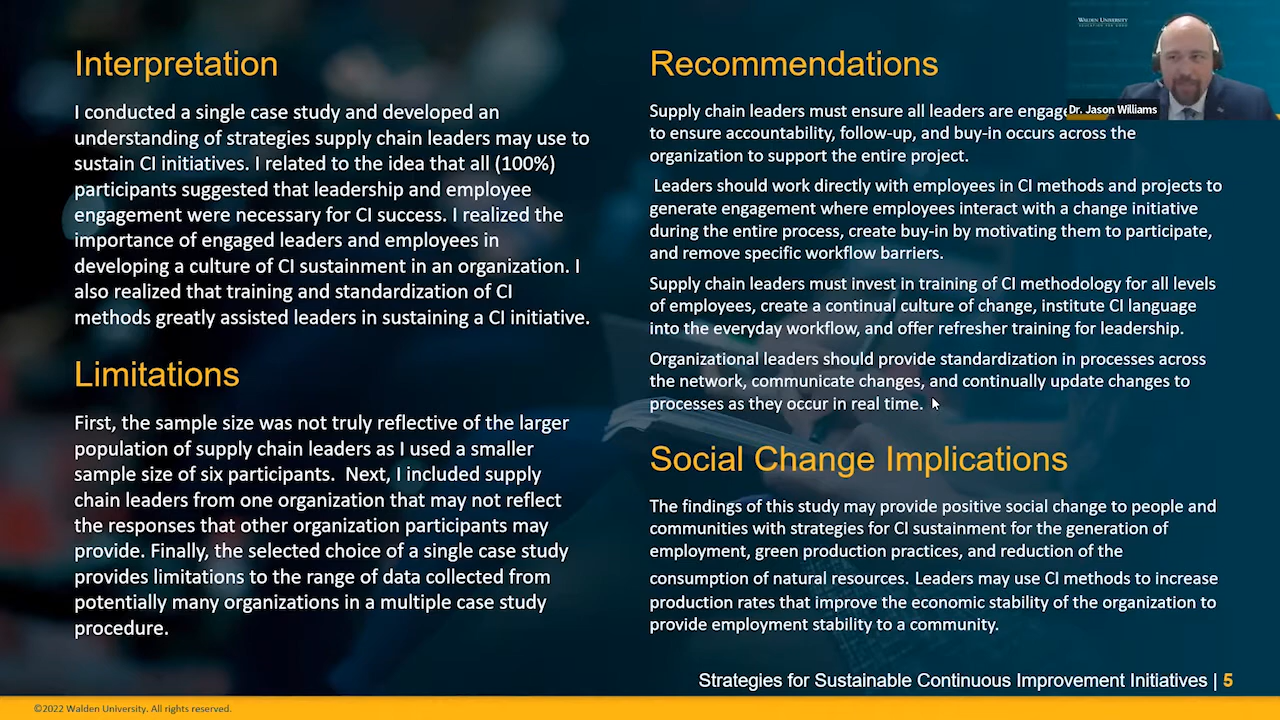 Interpretation
I conducted a single case study and developed an
understanding of strategies supply chain leaders may use to
sustain CI initiatives. I related to the idea that all (100%)
participants suggested that leadership and employee
engagement were necessary for CI success. I realized the
importance of engaged leaders and employees in
developing a culture of CI sustainment in an organization. I
also realized that training and standardization of CI
methods greatly assisted leaders in sustaining a CI initiative.
Limitations
First, the sample size was not truly reflective of the larger
population of supply chain leaders as I used a smaller
sample size of six participants.  Next, I included supply
chain leaders from one organization that may not reflect
the responses that other organization participants may
provide. Finally, the selected choice of a single case study
provides limitations to the range of data collected from
potentially many organizations in a multiple case study
procedure.
Recommendations
Supply chain leaders must ensure all leaders are engage
to ensure accountability, follow-up, and buy-in occurs across the
organization to support the entire project.
Leaders should work directly with employees in CI methods and projects to
generate engagement where employees interact with a change initiative
during the entire process, create buy-in by motivating them to participate,
and remove specific workflow barriers.
Supply chain leaders must invest in training of CI methodology for all levels
of employees, create a continual culture of change, institute CI language
into the everyday workflow, and offer refresher training for leadership.
Organizational leaders should provide standardization in processes across
the network, communicate changes, and continually update changes to
processes as they occur in real time.
Social Change Implications
The findings of this study may provide positive social change to people and
communities with strategies for CI sustainment for the generation of
employment, green production practices, and reduction of the
consumption of natural resources. Leaders may use CI methods to increase
production rates that improve the economic stability of the organization to
provide employment stability to a community.
WALDEN UNIVERSITY
Dr. Jason Williams
Strategies for Sustainable Continuous Improvement Initiatives | 5
©2022 Walden University. All rights reserved.